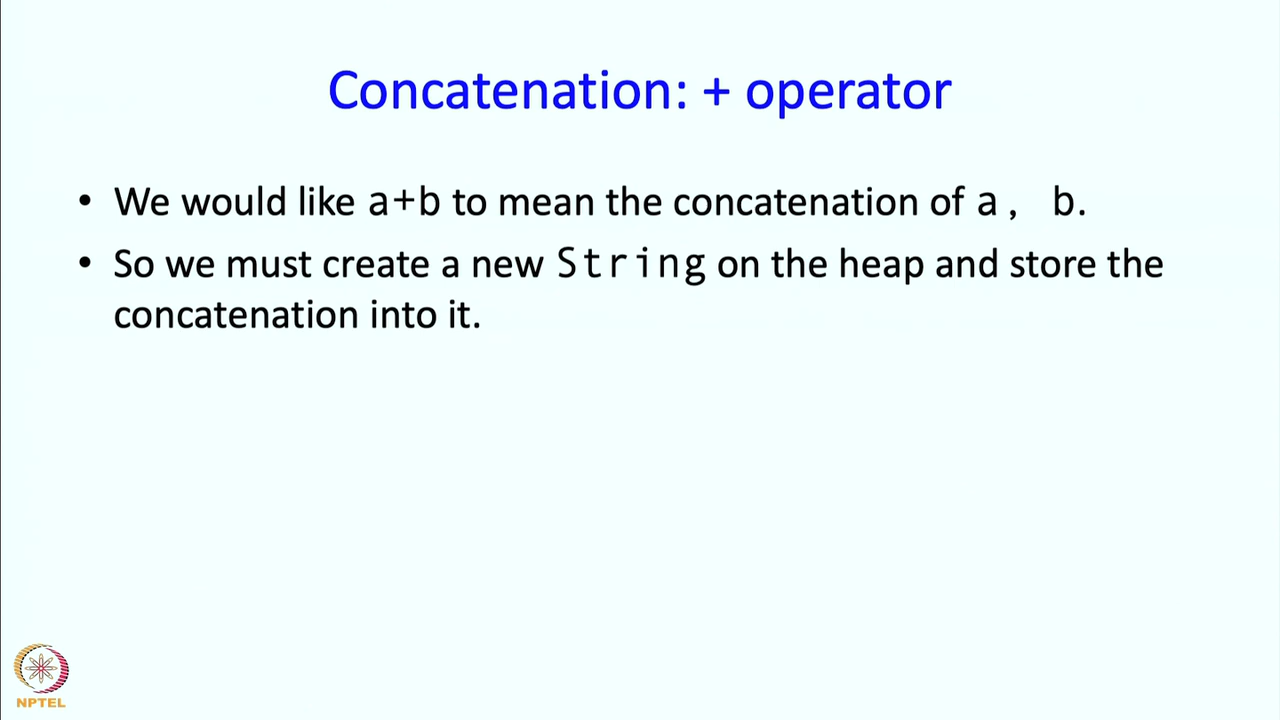 Concatenation: + operator
• We would like a+b to mean the concatenation of a, b.
• So we must create a new String on the heap and store the
concatenation into it.
NPTEL